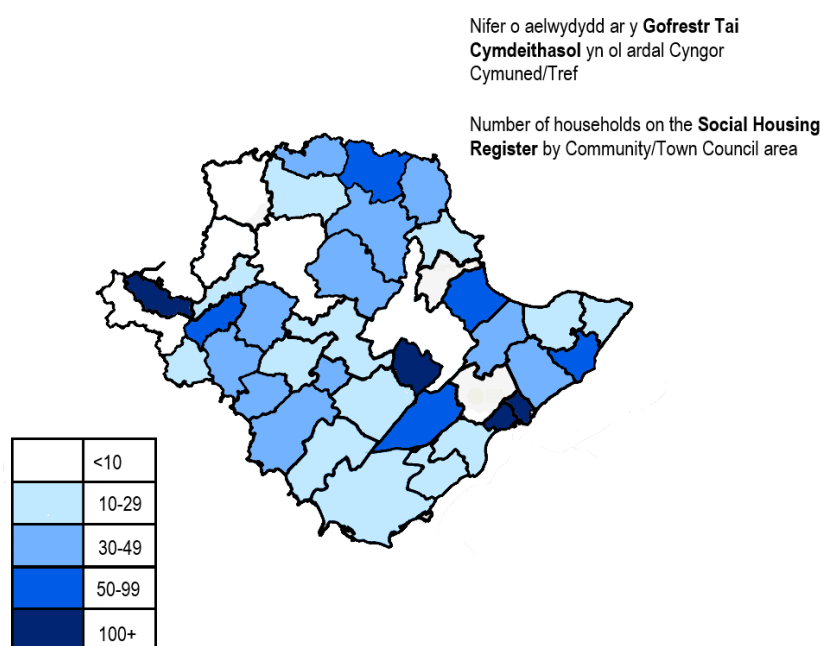 Nifer o aelwydydd ar y Gofrestr Tai
Cymdeithasol yn ol ardal Cyngor
Cymuned/Tref
Number of households on the Social Housing
Register by Community/Town Council area
<10
10-29
30-49
50-99
100+